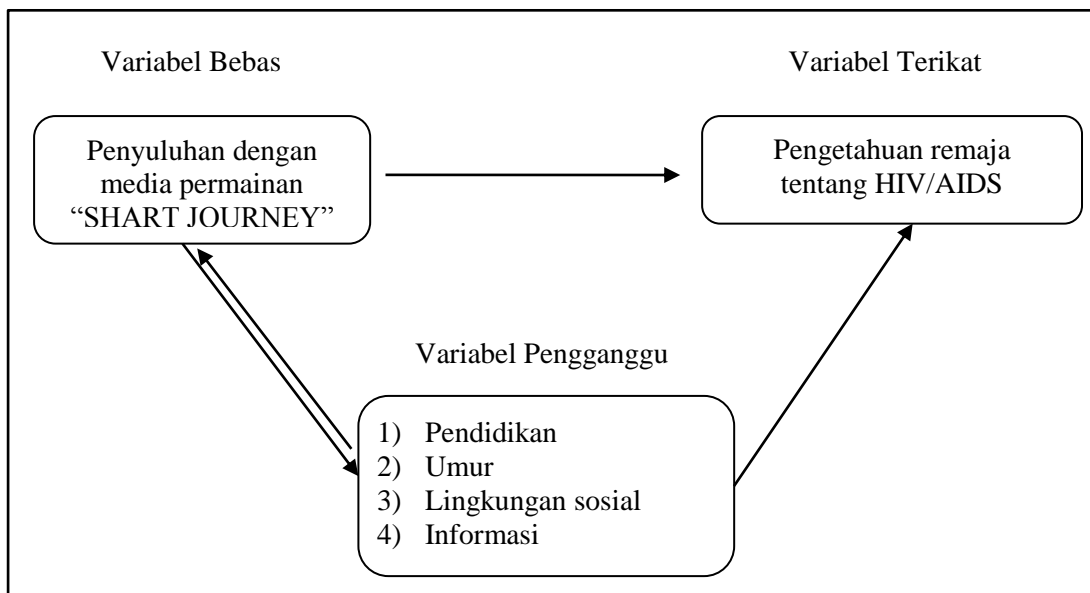 Variabel Bebas
Variabel Terikat
Penyuluhan dengan
media permainan
“SHART JOURNEY”
Pengetahuan remaja
tentang HIV/AIDS
Variabel Pengganggu
1) Pendidikan
2) Umur
3) Lingkungan sosial
4) Informasi